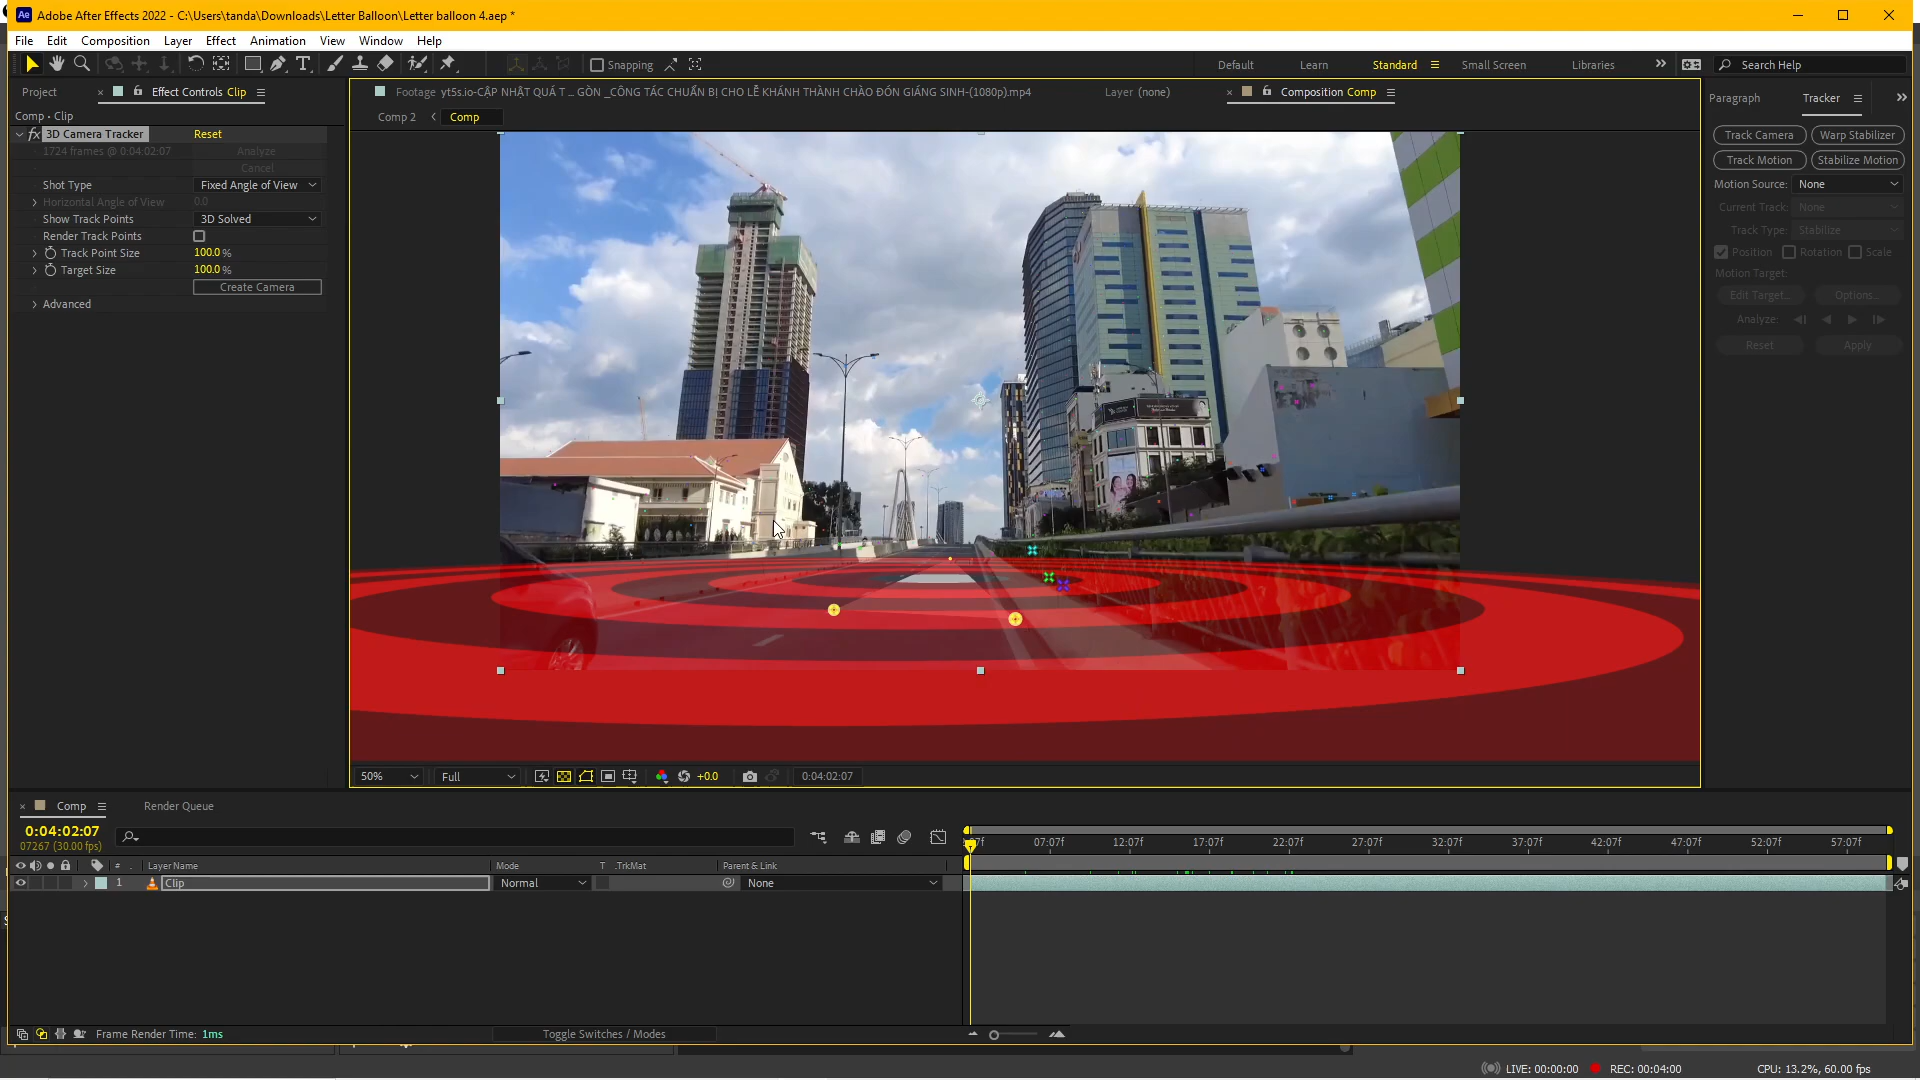 Adobe After Effects 2022 - C:\Users\tanda\Downloads\Letter Balloon\Letter balloon 4.aep *
File Edit Composition Layer Effect Animation View Window Help
Snapping
Default Learn Standard Small Screen Libraries
Search Help
Project
Effect Controls Clip
Comp · Clip
3D Camera Tracker Reset
1724 frames @ 0:04:02:07 Analyze
Cancel
Shot Type Fixed Angle of View
Horizontal Angle of View 0.0
Show Track Points 3D Solved
Render Track Points
Track Point Size 100.0 %
Target Size 100.0 %
Create Camera
Advanced
Footage yt5s.io-CẬP NHẬT QUÁ T ... GÒN _CÔNG TÁC CHUẨN BỊ CHO LỄ KHÁNH THÀNH CHÀO ĐÓN GIÁNG SINH-(1080p).mp4
Layer (none)
Composition Comp
Comp 2 Comp
50% Full +0.0 0:04:02:07
Paragraph Tracker
Track Camera Warp Stabilizer
Track Motion Stabilize Motion
Motion Source: None
Current Track: None
Track Type: Stabilize
Position Rotation Scale
Motion Target:
Edit Target... Options...
Analyze:
Reset Apply
Comp Render Queue
0:04:02:07
07267 (30.00 fps)
# Layer Name Mode T .TrkMat Parent & Link
1 Clip Normal None
07f 07:07f 12:07f 17:07f 22:07f 27:07f 32:07f 37:07f 42:07f 47:07f 52:07f 57:07f
Frame Render Time: 1ms
Toggle Switches / Modes
LIVE: 00:00:00 REC: 00:04:00 CPU: 13.2%, 60.00 fps